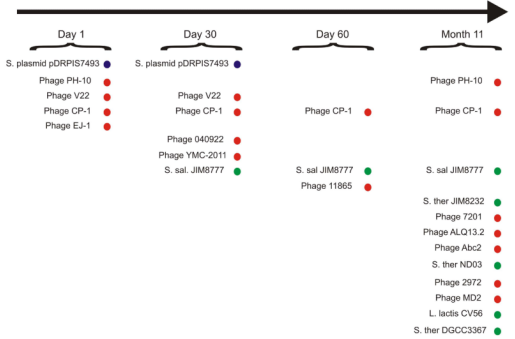 Day 1 Day 30 Day 60 Month 11
S. plasmid pDRPIS7493 S. plasmid pDRPIS7493
Phage PH-10 Phage PH-10
Phage V22 Phage V22
Phage CP-1 Phage CP-1 Phage CP-1 Phage CP-1
Phage EJ-1
Phage 040922
Phage YMC-2011
S. sal. JIM8777 S. sal JIM8777 S. sal JIM8777
Phage 11865
S. ther JIM8232
Phage 7201
Phage ALQ13.2
Phage Abc2
S. ther ND03
Phage 2972
Phage MD2
L. lactis CV56
S. ther DGCC3367